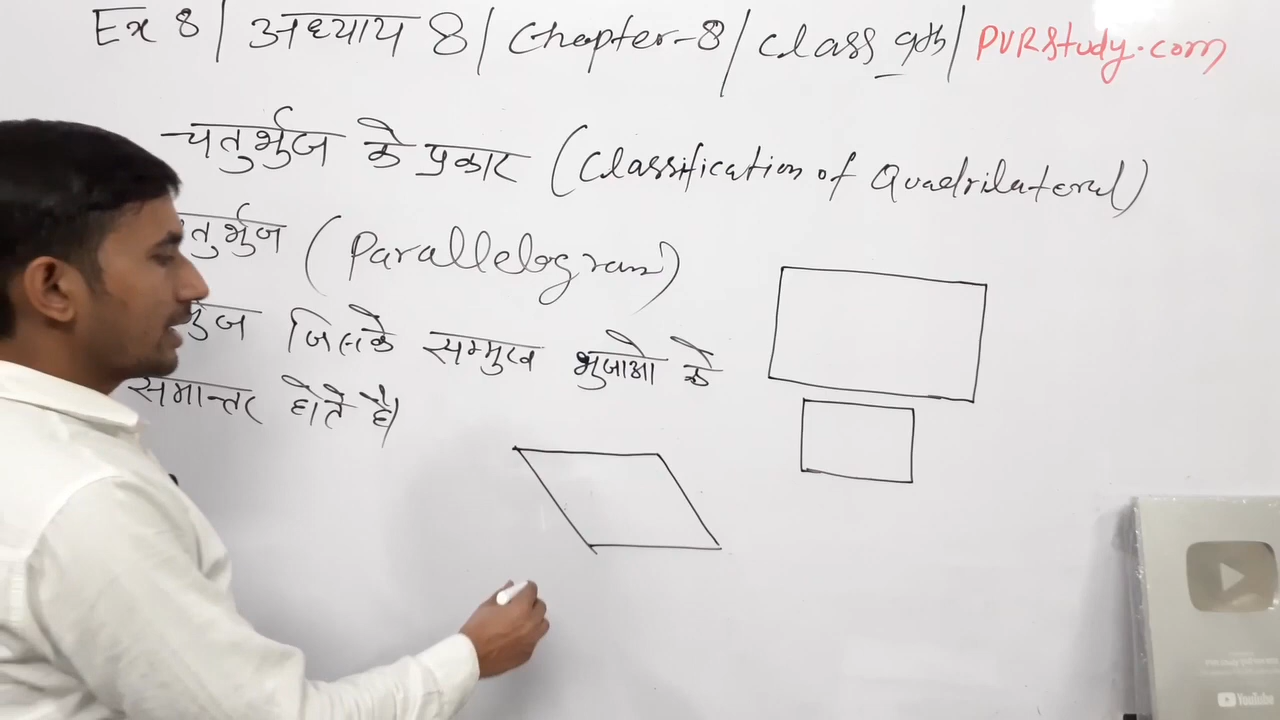 Ex 8 | अध्याय 8 | Chapter-8 | class 9th | PVRStudy.com
चतुर्भुज के प्रकार (Classification of Quadrilateral)
(Parallelogram)
जिसके सम्मुख भुजाओ के
समान्तर होते है।
YouTube